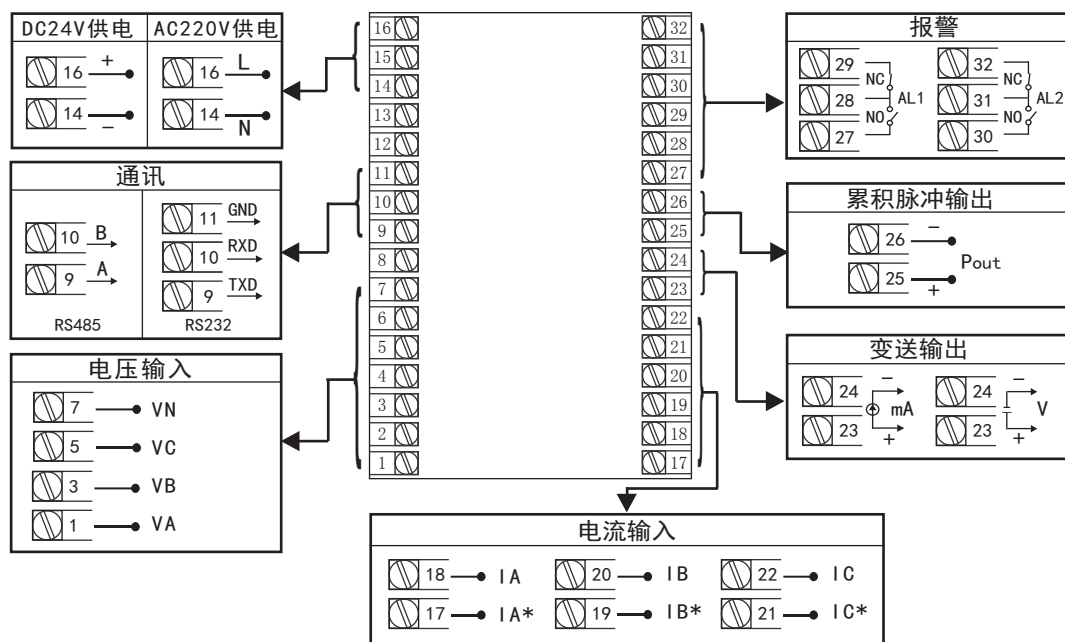 DC24V供电 AC220V供电
16 + 16 L
14 − 14 N
通讯
10 B
9 A
RS485
11 GND
10 RXD
9 TXD
RS232
电压输入
7 VN
5 VC
3 VB
1 VA
16 32
15 31
14 30
13 29
12 28
11 27
10 26
9 25
8 24
7 23
6 22
5 21
4 20
3 19
2 18
1 17
报警
29 NC
28 AL1
NO
27
32 NC
31 AL2
NO
30
累积脉冲输出
26 −
Pout
25 +
变送输出
24 − 24 −
mA V
23 + 23 +
电流输入
18 IA 20 IB 22 IC
17 IA* 19 IB* 21 IC*